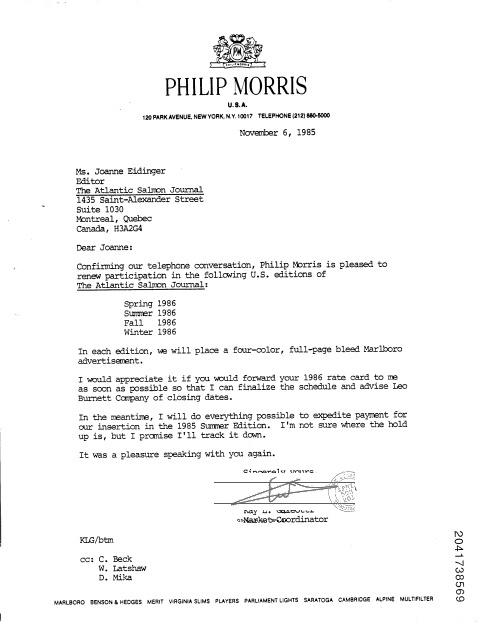 PM
PHILIP MORRIS
U.S.A.
120 PARK AVENUE, NEW YORK, N.Y. 10017 TELEPHONE (212) 880-5000
November 6, 1985
Ms. Joanne Eidinger
Editor
The Atlantic Salmon Journal
1435 Saint-Alexander Street
Suite 1030
Montreal, Quebec
Canada, H3A2G4
Dear Joanne:
Confirming our telephone conversation, Philip Morris is pleased to
renew participation in the following U.S. editions of
The Atlantic Salmon Journal:
Spring 1986
Summer 1986
Fall 1986
Winter 1986
In each edition, we will place a four-color, full-page bleed Marlboro
advertisement.
I would appreciate it if you would forward your 1986 rate card to me
as soon as possible so that I can finalize the schedule and advise Leo
Burnett Company of closing dates.
In the meantime, I will do everything possible to expedite payment for
our insertion in the 1985 Summer Edition. I'm not sure where the hold
up is, but I promise I'll track it down.
It was a pleasure speaking with you again.
Sincerely yours
Market Coordinator
KLG/btm
cc: C. Beck
W. Latshaw
D. Mika
2041738569
MARLBORO BENSON & HEDGES MERIT VIRGINIA SLIMS PLAYERS PARLIAMENT LIGHTS SARATOGA CAMBRIDGE ALPINE MULTIFILTER